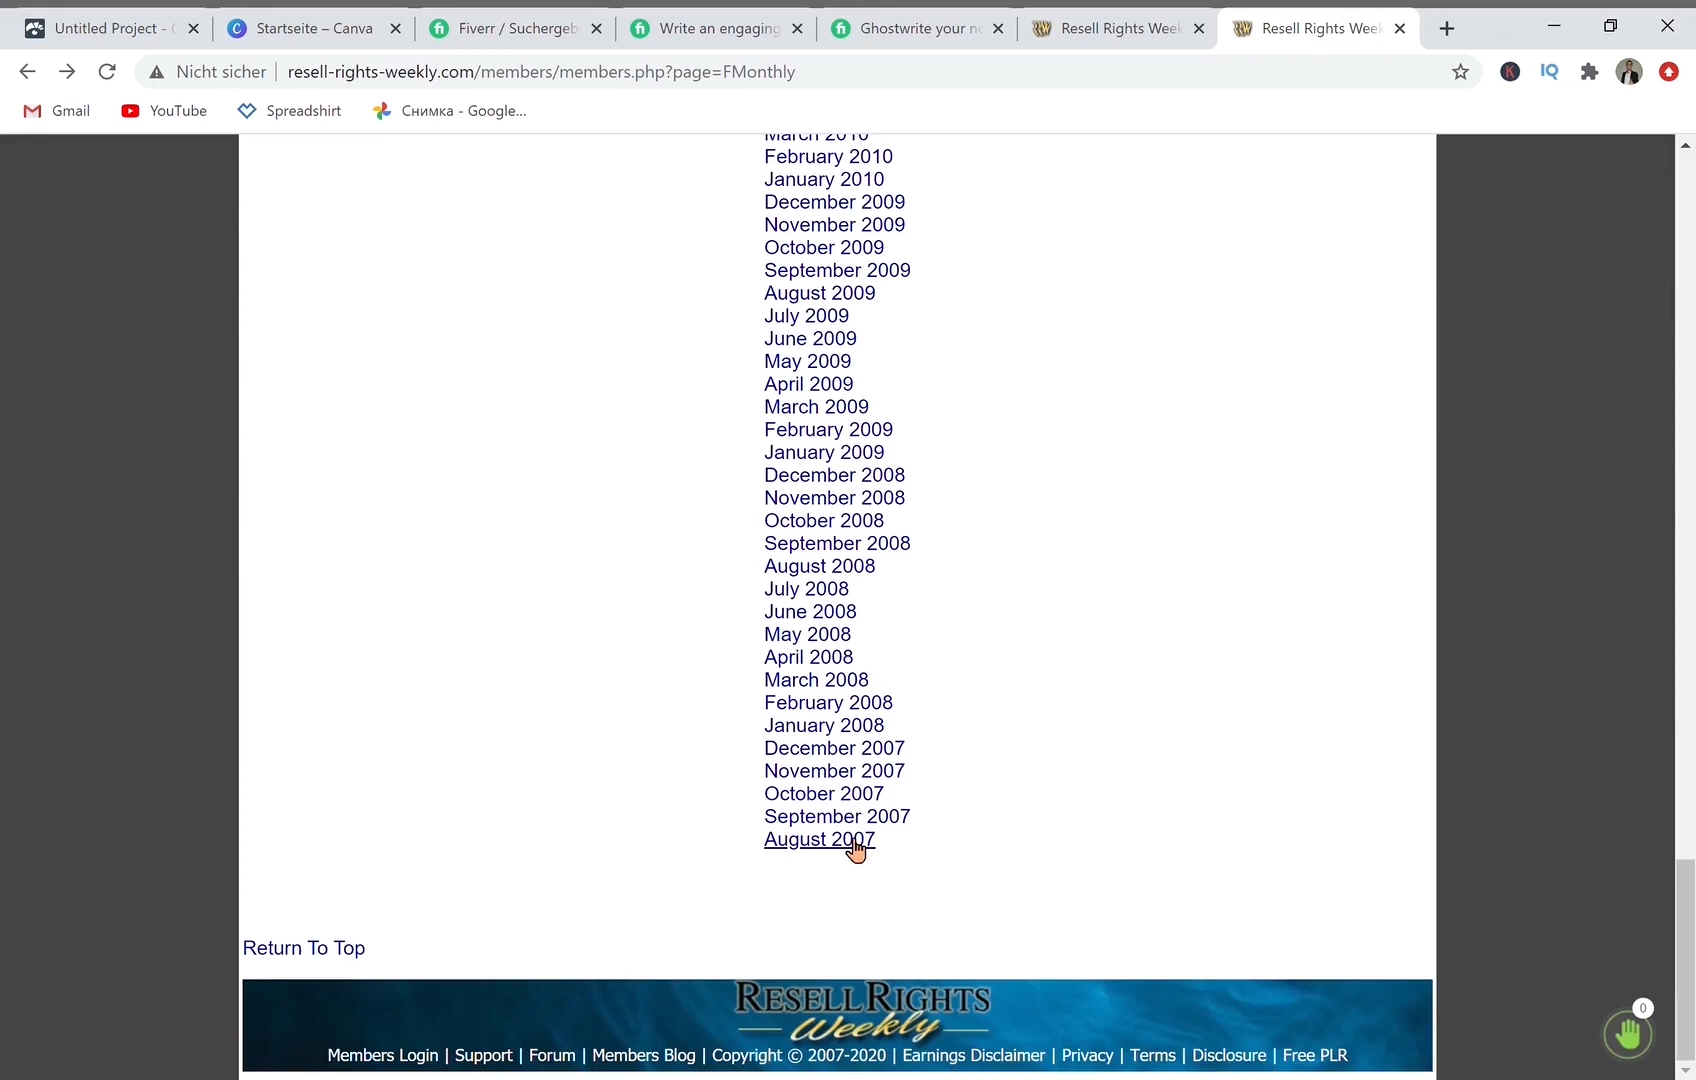 Untitled Project - C
Startseite – Canva
Fiverr / Suchergeb
Write an engaging
Ghostwrite your no
Resell Rights Week
Resell Rights Week
Nicht sicher
resell-rights-weekly.com/members/members.php?page=FMonthly
K
IQ
Gmail
YouTube
Spreadshirt
Снимка - Google...
March 2010
February 2010
January 2010
December 2009
November 2009
October 2009
September 2009
August 2009
July 2009
June 2009
May 2009
April 2009
March 2009
February 2009
January 2009
December 2008
November 2008
October 2008
September 2008
August 2008
July 2008
June 2008
May 2008
April 2008
March 2008
February 2008
January 2008
December 2007
November 2007
October 2007
September 2007
August 2007
Return To Top
RESELL RIGHTS
Weekly
0
Members Login | Support | Forum | Members Blog | Copyright © 2007-2020 | Earnings Disclaimer | Privacy | Terms | Disclosure | Free PLR